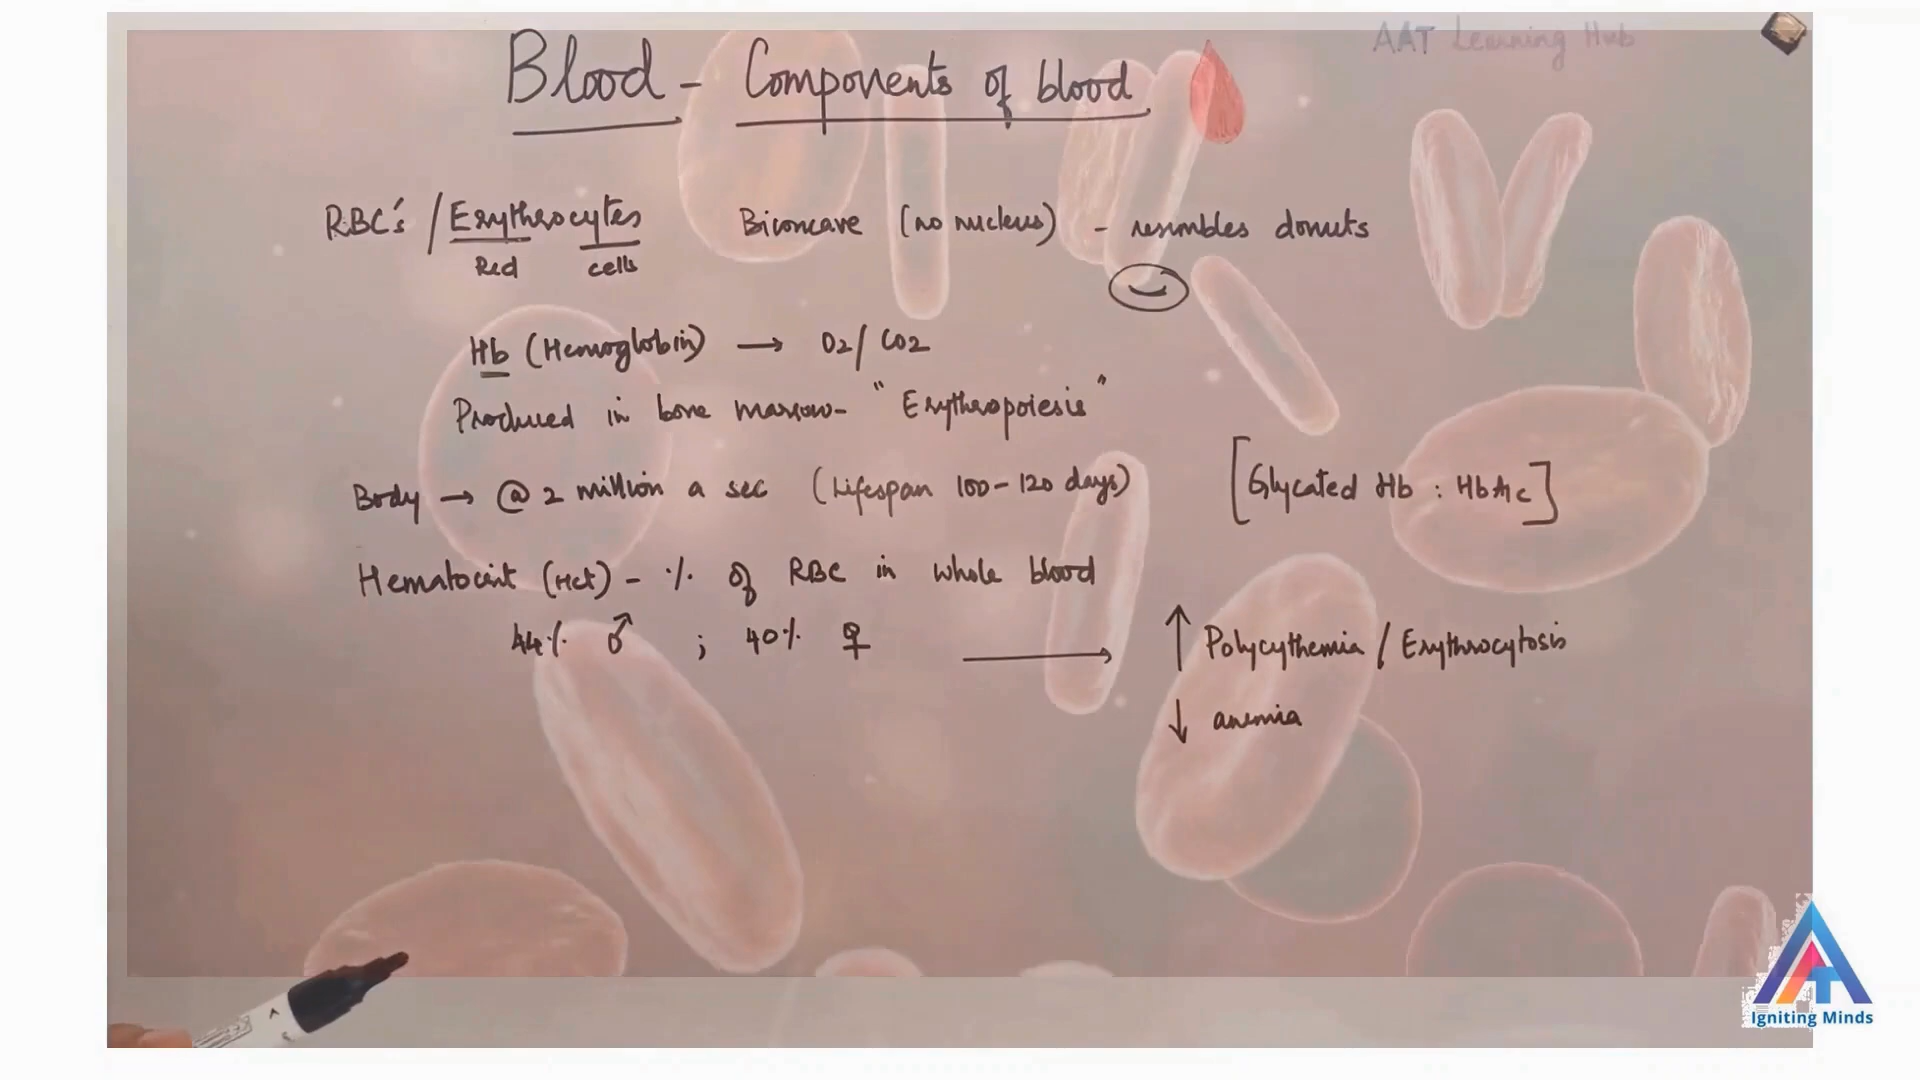 AAT Learning Hub
Blood - Components of blood
RBC's / Erythrocytes Biconcave (no nucleus) - resembles donuts
Red cells
Hb (Hemoglobin) → O2/CO2
Produced in bone marrow - "Erythropoiesis"
Body → @ 2 million a sec (Lifespan 100-120 days) [Glycated Hb : HbA1c]
Hematocrit (Hct) - % of RBC in whole blood
44% ♂ ; 40% ♀ → ↑ Polycythemia / Erythrocytosis
↓ anemia
Igniting Minds